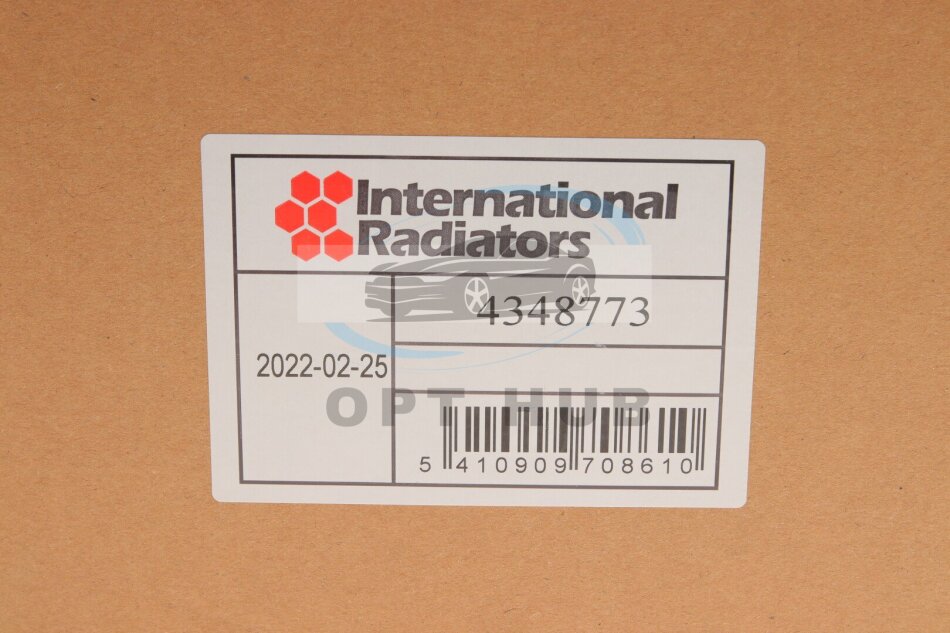 International
Radiators
4348773
2022-02-25
OPT HUB
5 410909 708610